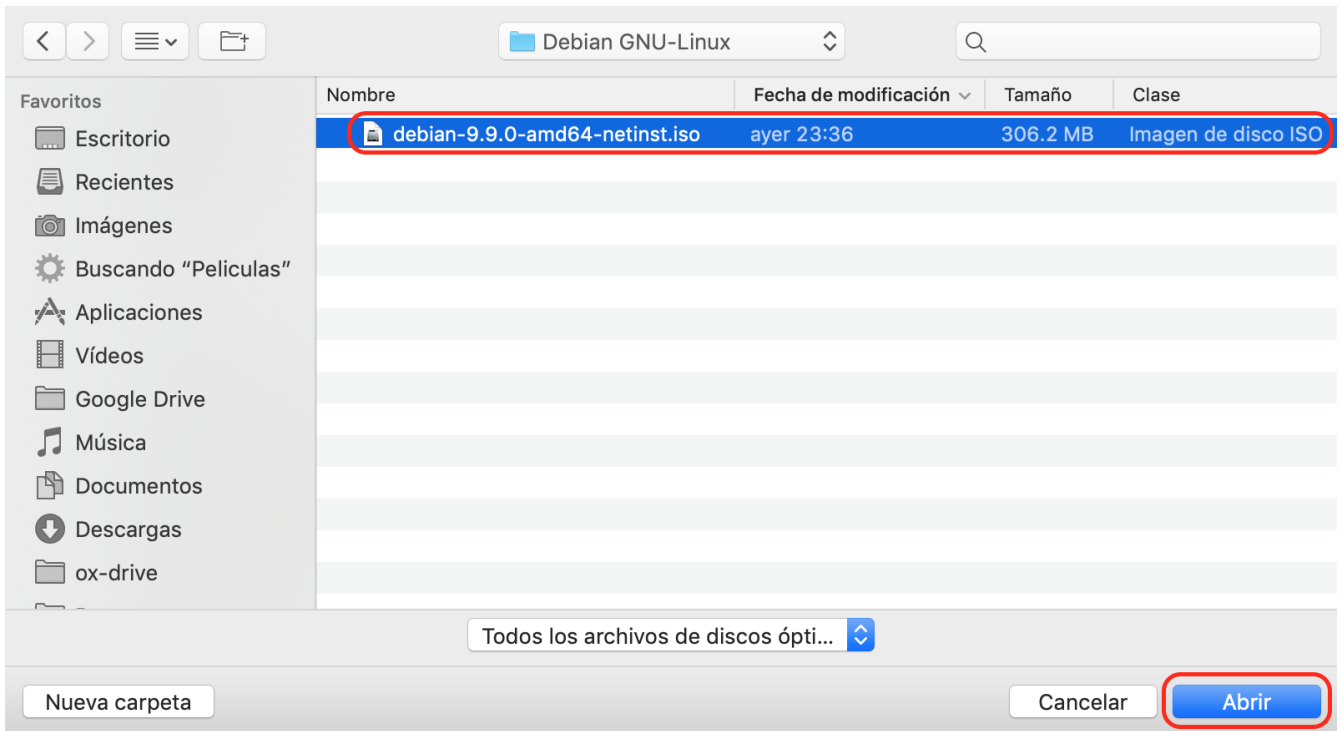 Debian GNU-Linux
Favoritos
Nombre Fecha de modificación Tamaño Clase
debian-9.9.0-amd64-netinst.iso ayer 23:36 306.2 MB Imagen de disco ISO
Escritorio
Recientes
Imágenes
Buscando “Peliculas”
Aplicaciones
Vídeos
Google Drive
Música
Documentos
Descargas
ox-drive
Todos los archivos de discos ópti...
Nueva carpeta Cancelar Abrir